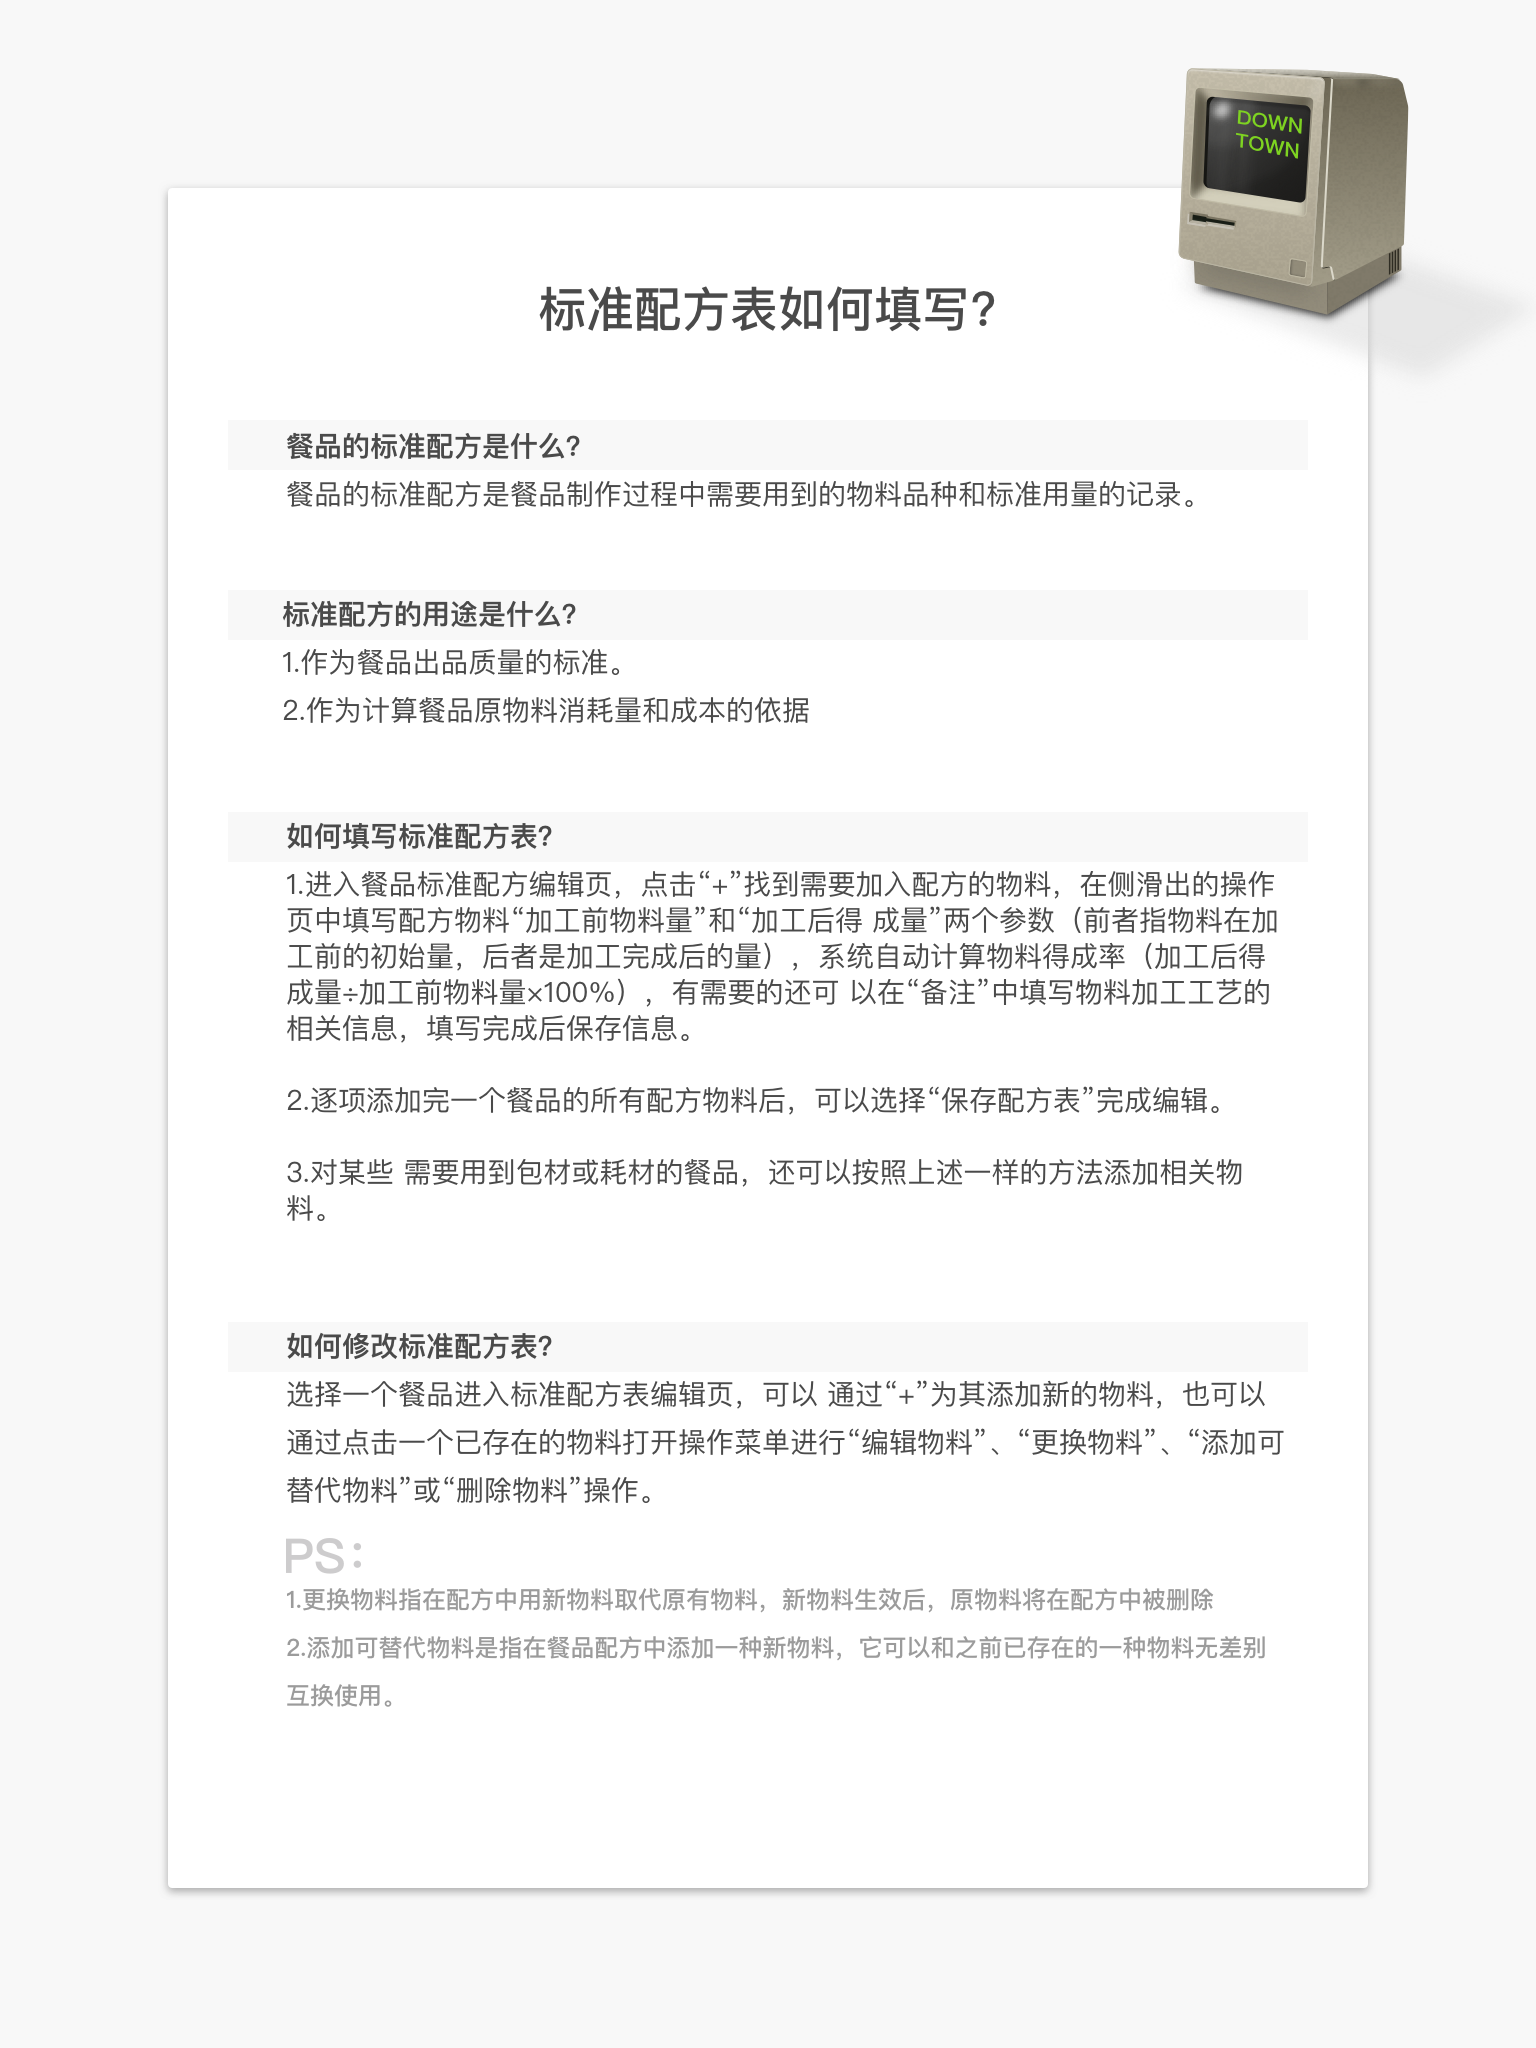 DOWN
TOWN
标准配方表如何填写?
餐品的标准配方是什么?
餐品的标准配方是餐品制作过程中需要用到的物料品种和标准用量的记录。
标准配方的用途是什么?
1.作为餐品出品质量的标准。
2.作为计算餐品原物料消耗量和成本的依据
如何填写标准配方表?
1.进入餐品标准配方编辑页，点击“+”找到需要加入配方的物料，在侧滑出的操作
页中填写配方物料“加工前物料量”和“加工后得 成量”两个参数（前者指物料在加
工前的初始量，后者是加工完成后的量），系统自动计算物料得成率（加工后得
成量÷加工前物料量×100%），有需要的还可 以在“备注”中填写物料加工工艺的
相关信息，填写完成后保存信息。
2.逐项添加完一个餐品的所有配方物料后，可以选择“保存配方表”完成编辑。
3.对某些 需要用到包材或耗材的餐品，还可以按照上述一样的方法添加相关物
料。
如何修改标准配方表?
选择一个餐品进入标准配方表编辑页，可以 通过“+”为其添加新的物料，也可以
通过点击一个已存在的物料打开操作菜单进行“编辑物料”、“更换物料”、“添加可
替代物料”或“删除物料”操作。
PS：
1.更换物料指在配方中用新物料取代原有物料，新物料生效后，原物料将在配方中被删除
2.添加可替代物料是指在餐品配方中添加一种新物料，它可以和之前已存在的一种物料无差别
互换使用。